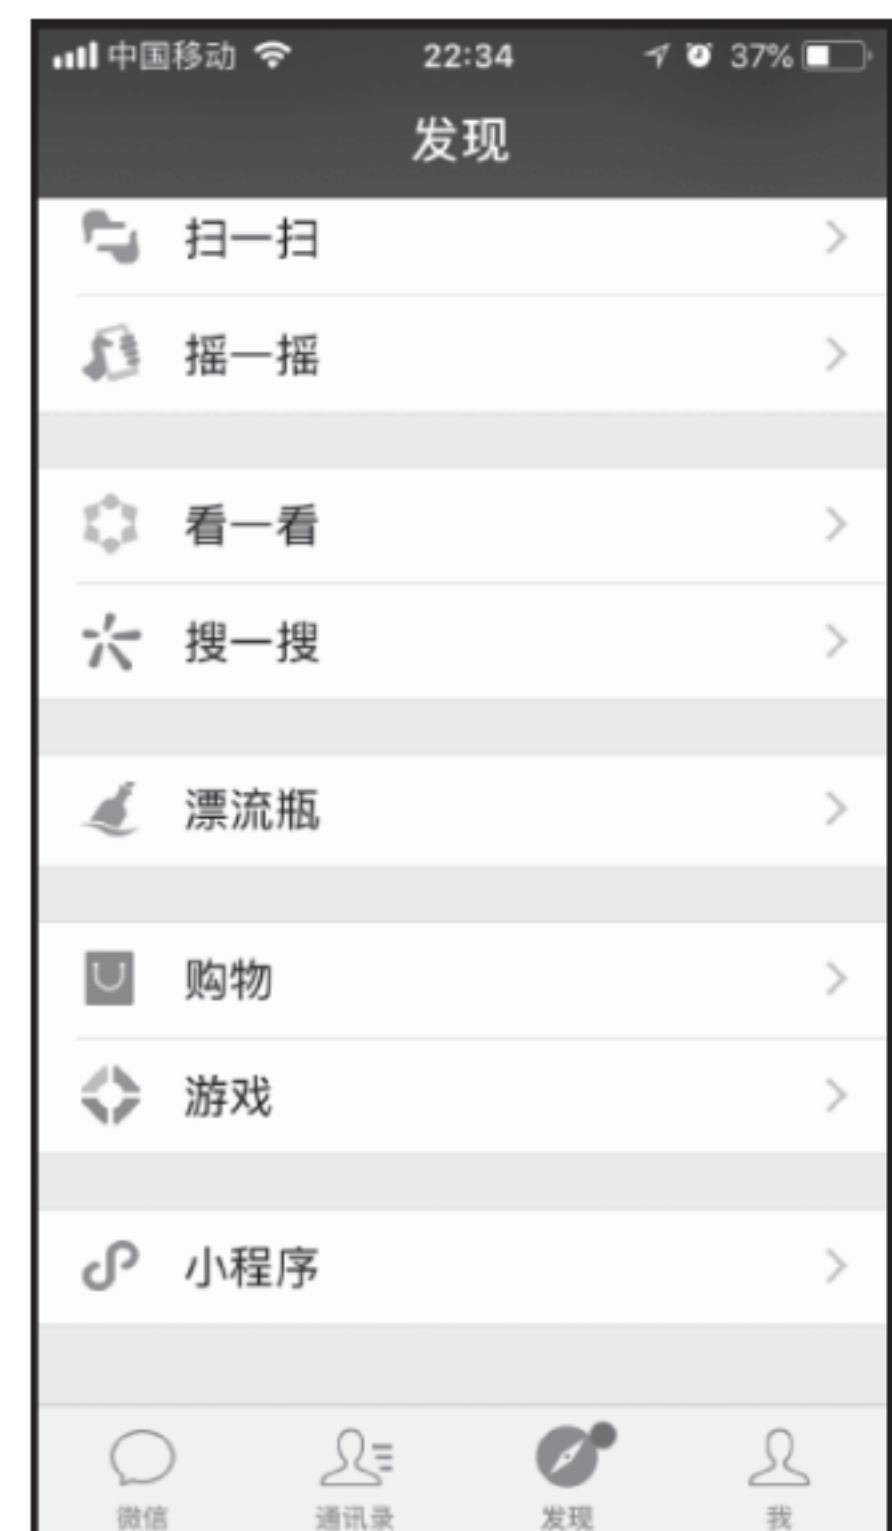 中国移动 22:34 37%
发现
扫一扫
摇一摇
看一看
搜一搜
漂流瓶
购物
游戏
小程序
微信 通讯录 发现 我